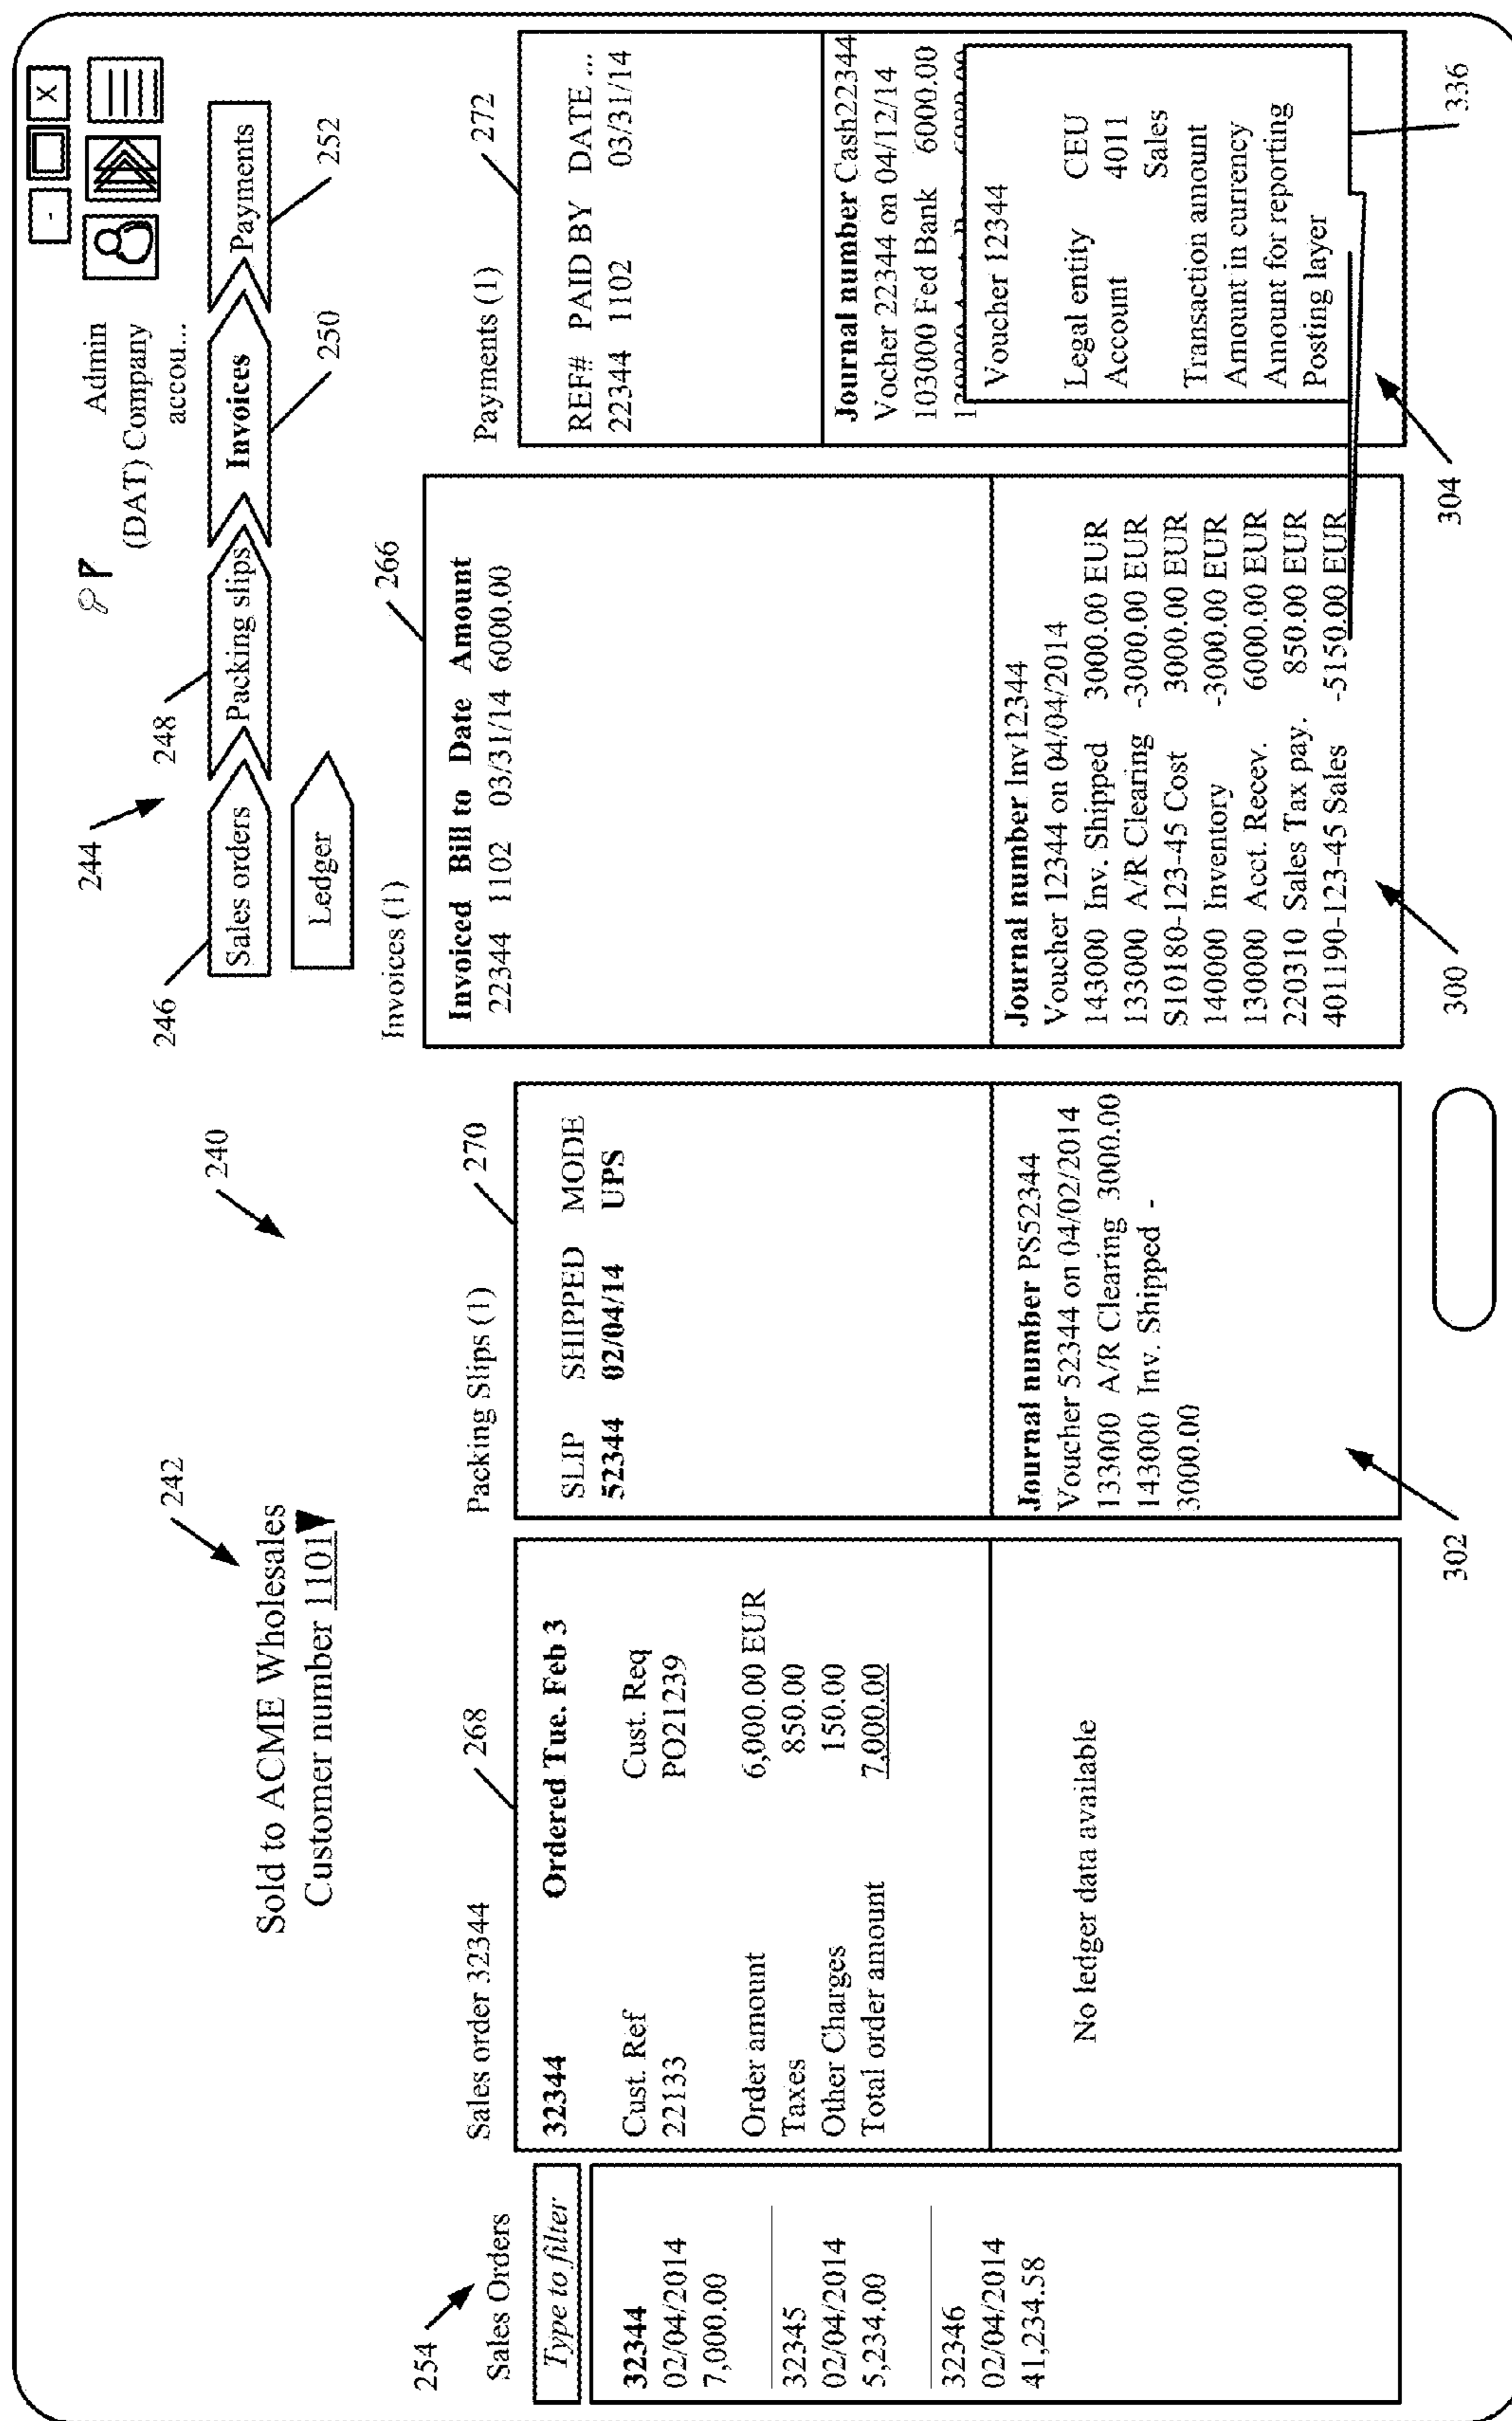 - X
Admin
(DAT) Company
accou...
244
246
248
250
252
Sales orders
Packing slips
Invoices
Payments
Ledger
240
242
Sold to ACME Wholesales
Customer number 1101
254
Sales Orders
Type to filter
32344
02/04/2014
7,000.00
32345
02/04/2014
5,234.00
32346
02/04/2014
41,234.58
Sales order 32344
268
32344 Ordered Tue. Feb 3
Cust. Ref Cust. Req
22133 PO21239
Order amount 6,000.00 EUR
Taxes 850.00
Other Charges 150.00
Total order amount 7,000.00
No ledger data available
Packing Slips (1)
270
SLIP SHIPPED MODE
52344 02/04/14 UPS
Journal number PS52344
Voucher 52344 on 04/02/2014
133000 A/R Clearing 3000.00
143000 Inv. Shipped -
3000.00
302
Invoices (1)
266
Invoiced Bill to Date Amount
22344 1102 03/31/14 6000.00
Journal number Inv12344
Voucher 12344 on 04/04/2014
143000 Inv. Shipped 3000.00 EUR
133000 A/R Clearing -3000.00 EUR
S10180-123-45 Cost 3000.00 EUR
140000 Inventory -3000.00 EUR
130000 Acct. Recev. 6000.00 EUR
220310 Sales Tax pay. 850.00 EUR
401190-123-45 Sales -5150.00 EUR
300
Payments (1)
272
REF# PAID BY DATE ...
22344 1102 03/31/14
Journal number Cash22344
Vocher 22344 on 04/12/14
103000 Fed Bank 6000.00
Voucher 12344
Legal entity CEU
Account 4011
Sales
Transaction amount
Amount in currency
Amount for reporting
Posting layer
304
336